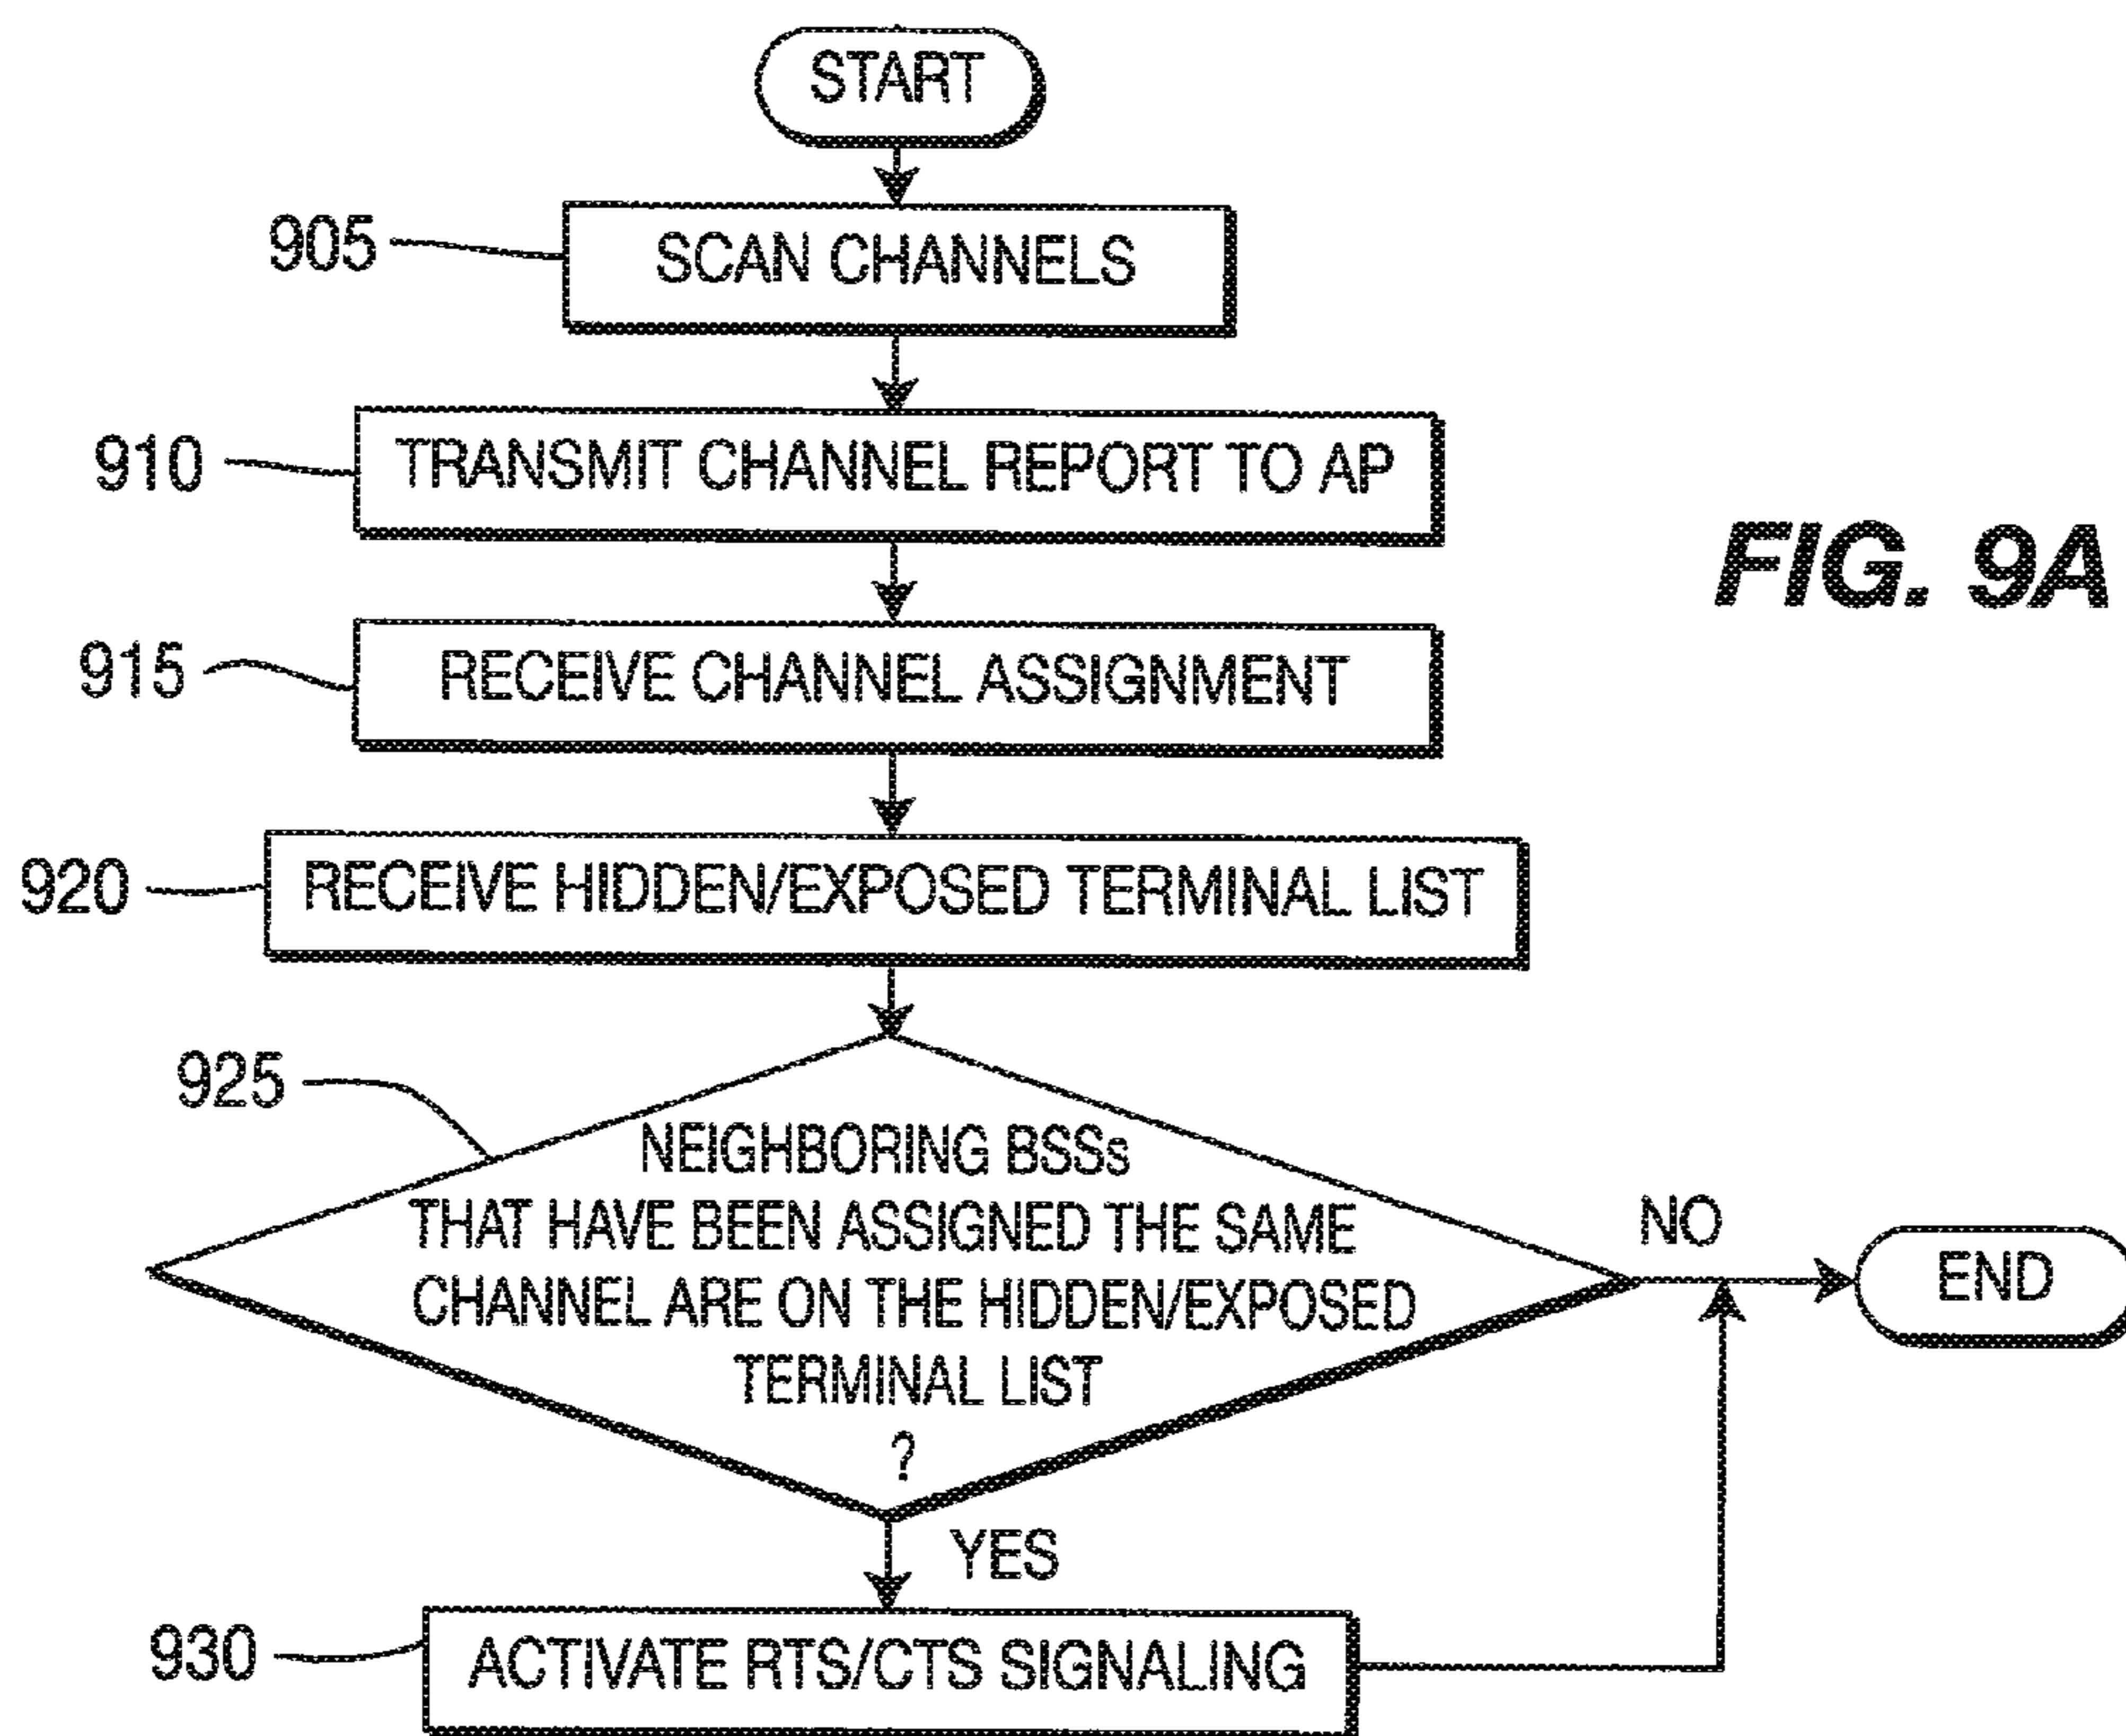 START
905
SCAN CHANNELS
910
TRANSMIT CHANNEL REPORT TO AP
FIG. 9A
915
RECEIVE CHANNEL ASSIGNMENT
920
RECEIVE HIDDEN/EXPOSED TERMINAL LIST
925
NEIGHBORING BSSs
THAT HAVE BEEN ASSIGNED THE SAME
CHANNEL ARE ON THE HIDDEN/EXPOSED
TERMINAL LIST
?
NO
END
YES
930
ACTIVATE RTS/CTS SIGNALING